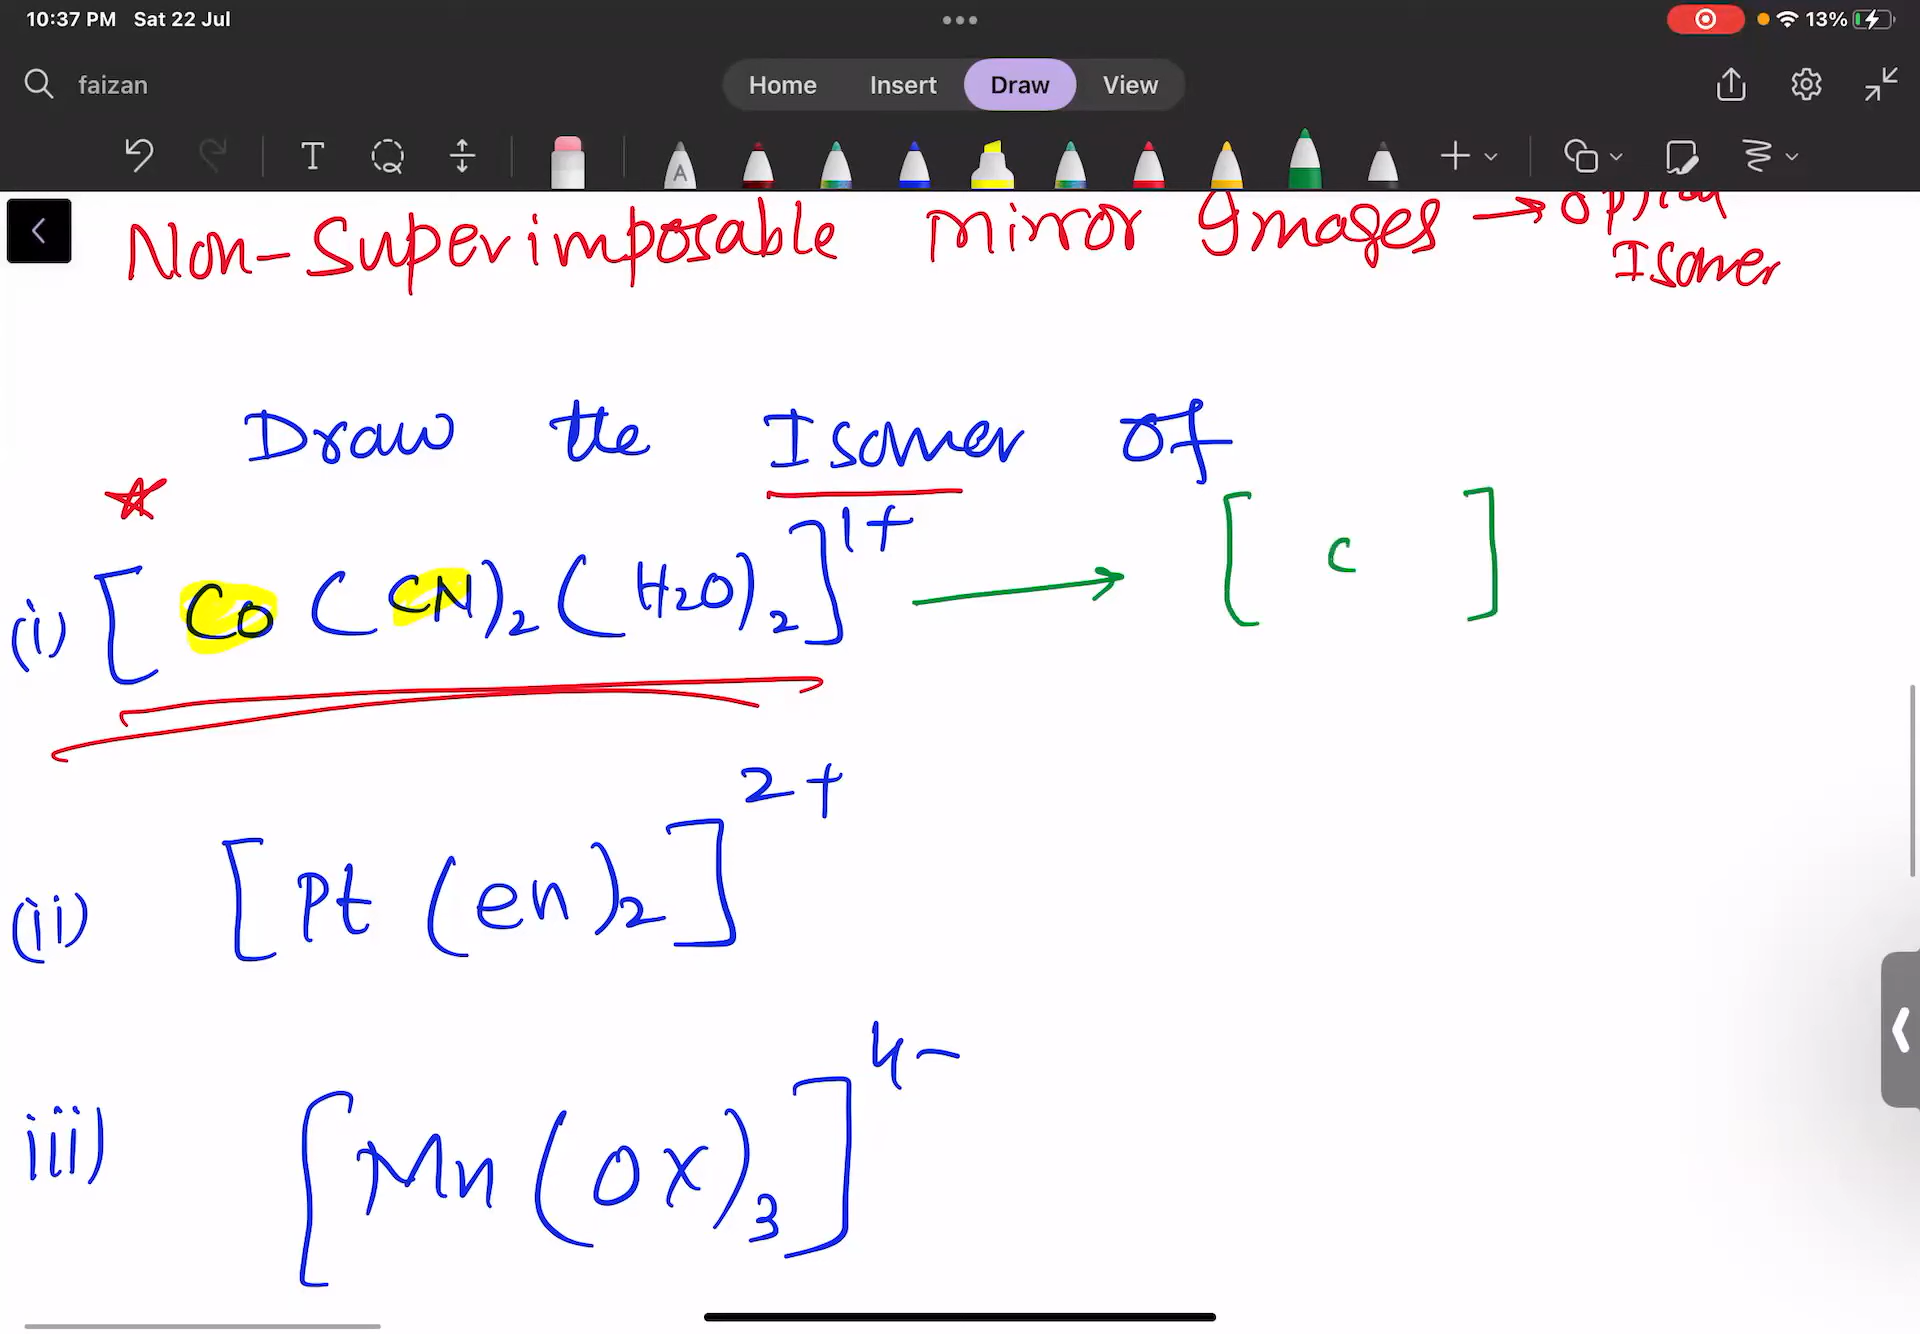 10:37 PM Sat 22 Jul
13%
faizan
Home Insert Draw View
T A
Non-Superimposable mirror Images → Optical
Isomer
Draw the Isomer of
(i) [Co(CN)₂(H₂O)₂]¹⁺ → [ C ]
(ii) [Pt(en)₂]²⁺
iii) [Mn(ox)₃]⁴⁻